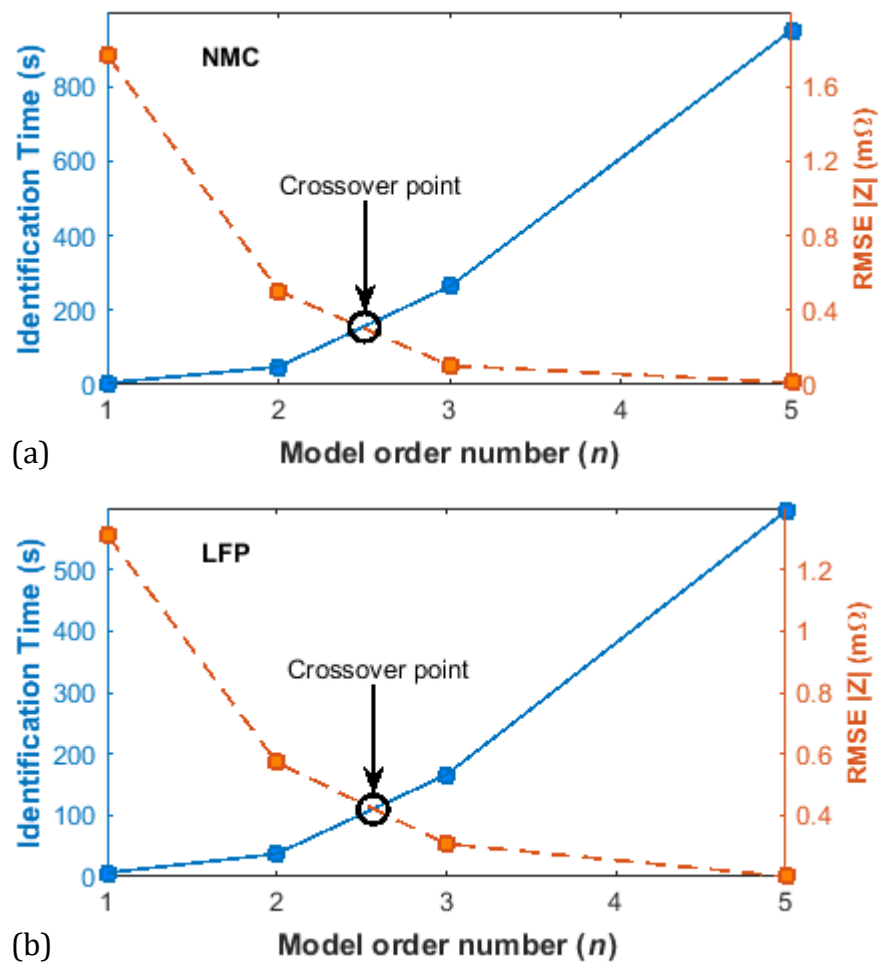 NMC
Identification Time (s)
800
600
400
200
0
Crossover point
1.6
1.2
0.8
0.4
0
RMSE |Z| (mΩ)
1 2 3 4 5
(a) Model order number (n)
LFP
Identification Time (s)
500
400
300
200
100
0
Crossover point
1.2
1
0.8
0.6
0.4
RMSE |Z| (mΩ)
1 2 3 4 5
(b) Model order number (n)